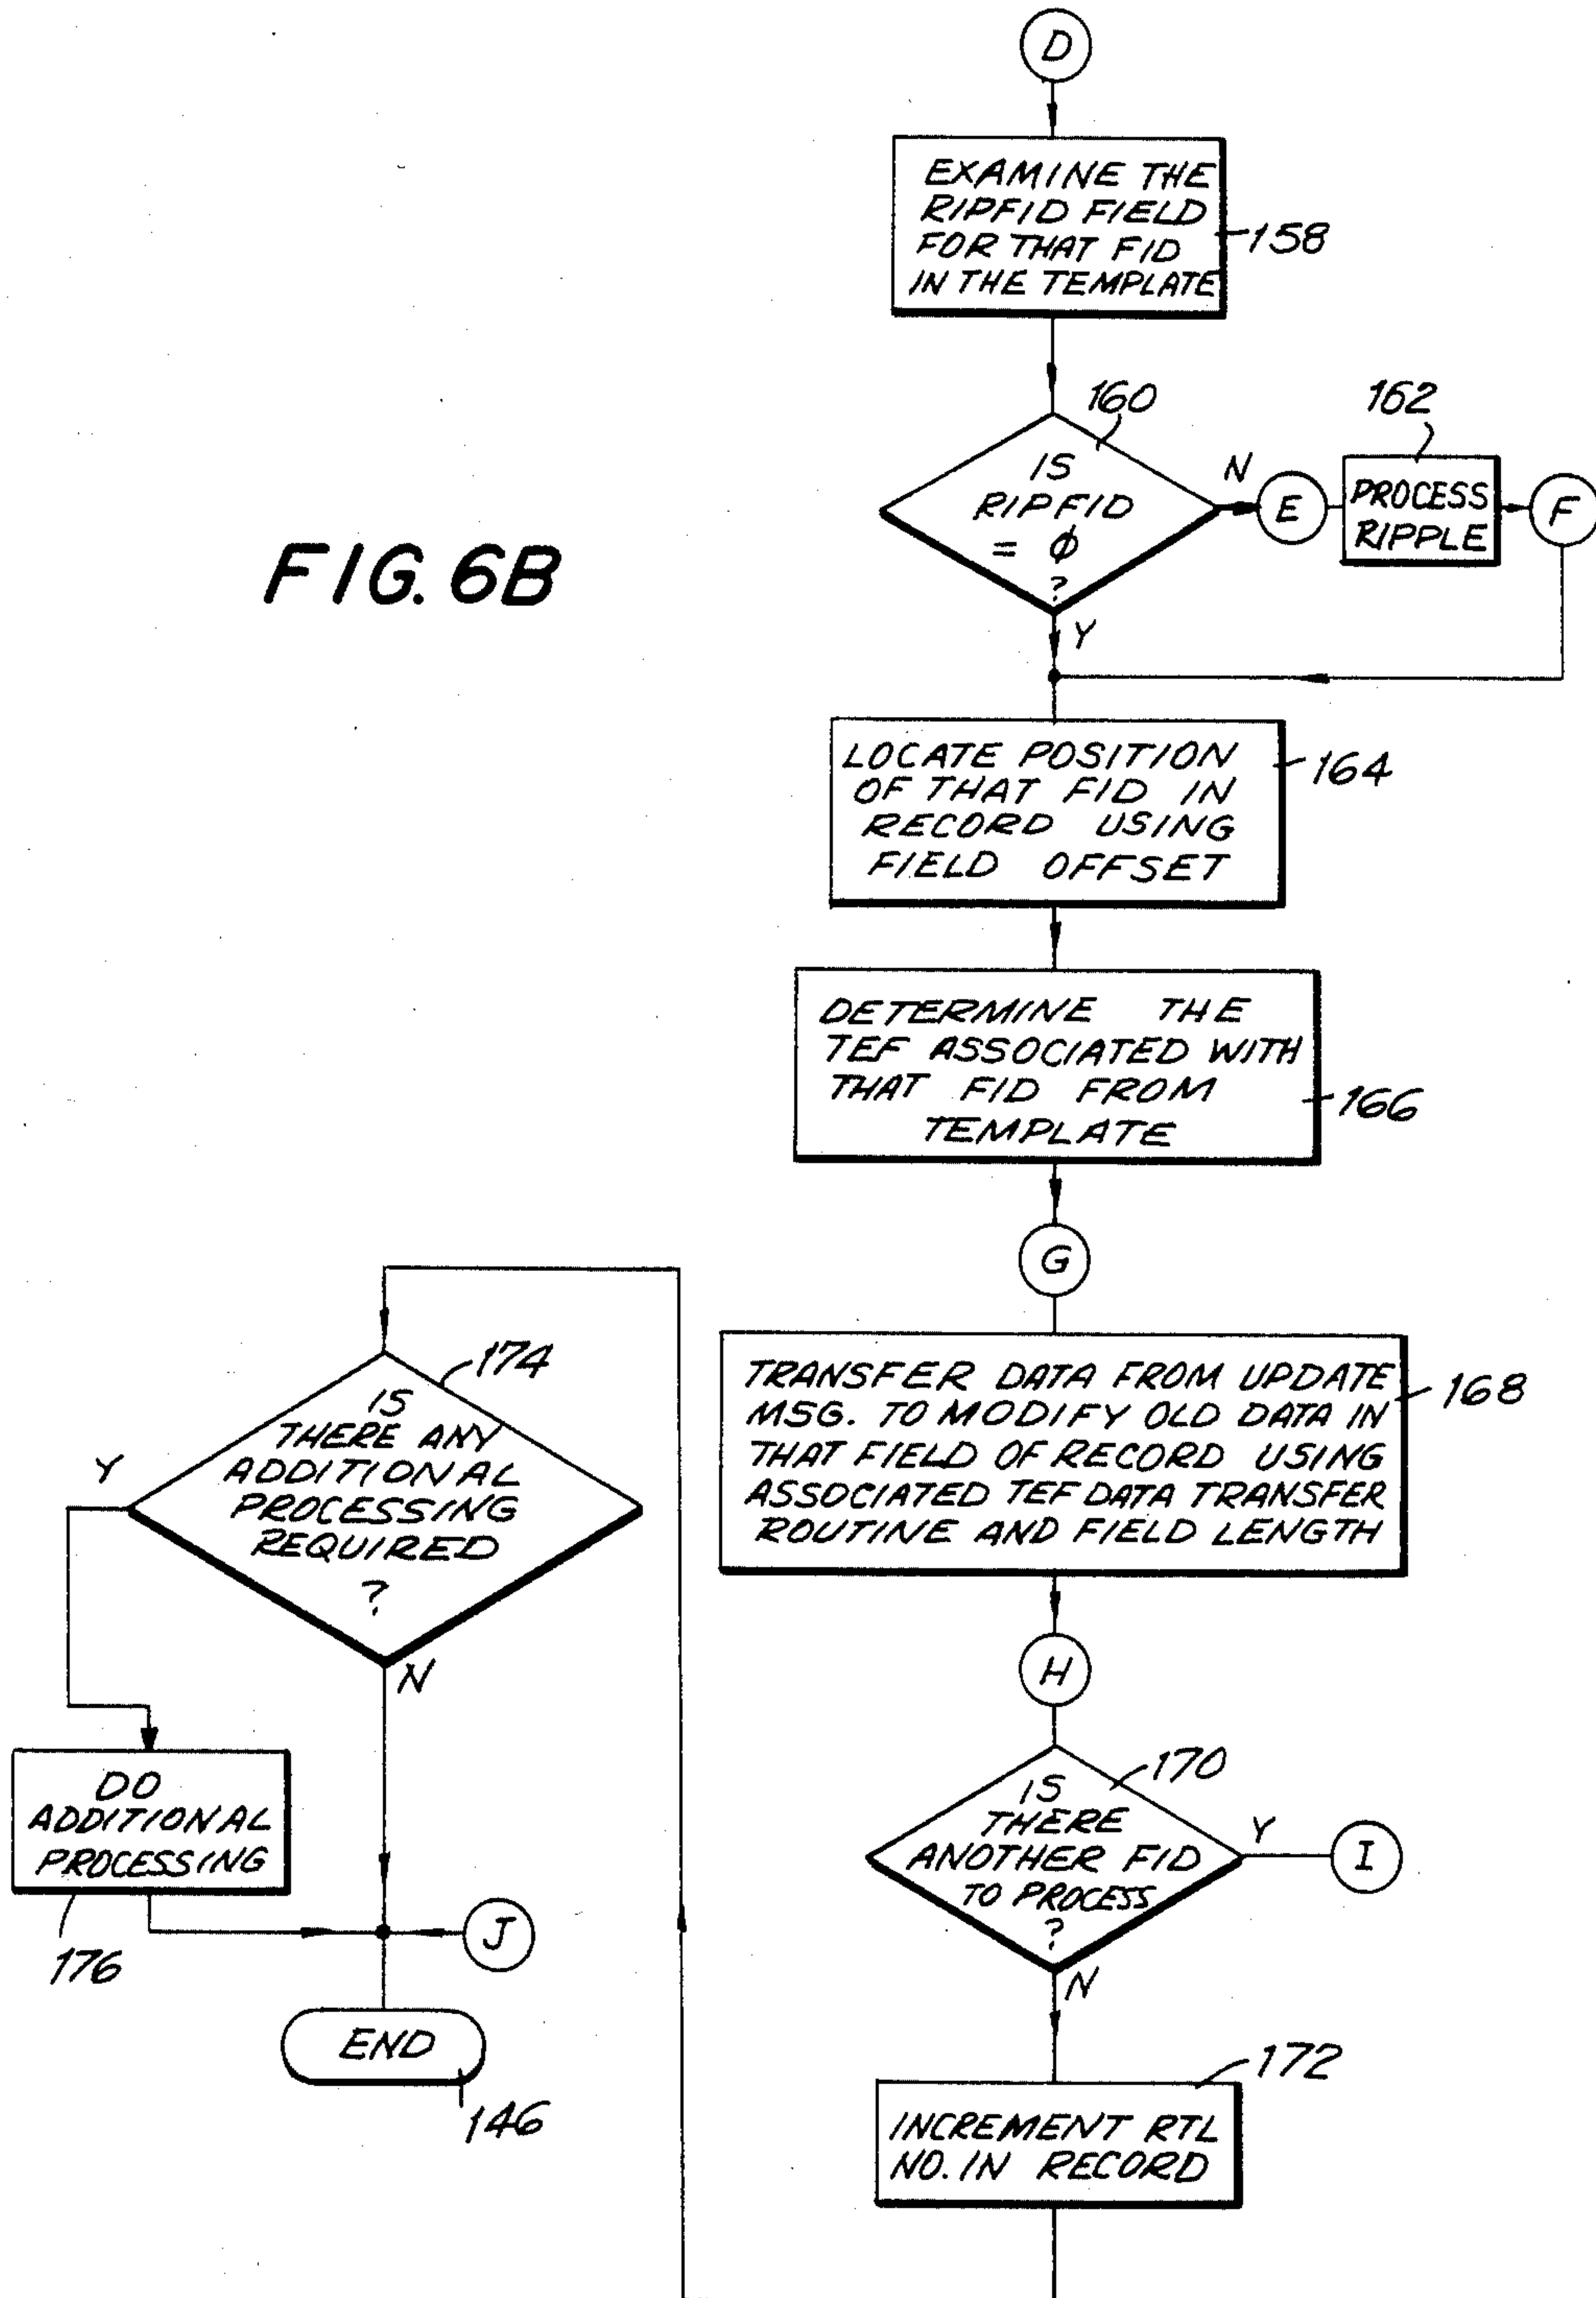 D
EXAMINE THE
RIPFID FIELD
FOR THAT FID
IN THE TEMPLATE
158
160
IS
RIPFID
= Ø
?
N
E
162
PROCESS
RIPPLE
F
Y
FIG. 6B
LOCATE POSITION
OF THAT FID IN
RECORD USING
FIELD OFFSET
164
DETERMINE THE
TEF ASSOCIATED WITH
THAT FID FROM
TEMPLATE
166
G
TRANSFER DATA FROM UPDATE
MSG. TO MODIFY OLD DATA IN
THAT FIELD OF RECORD USING
ASSOCIATED TEF DATA TRANSFER
ROUTINE AND FIELD LENGTH
168
H
170
IS
THERE
ANOTHER FID
TO PROCESS
?
Y
I
N
172
INCREMENT RTL
NO. IN RECORD
174
IS
THERE ANY
ADDITIONAL
PROCESSING
REQUIRED
?
Y
N
DO
ADDITIONAL
PROCESSING
176
J
END
146